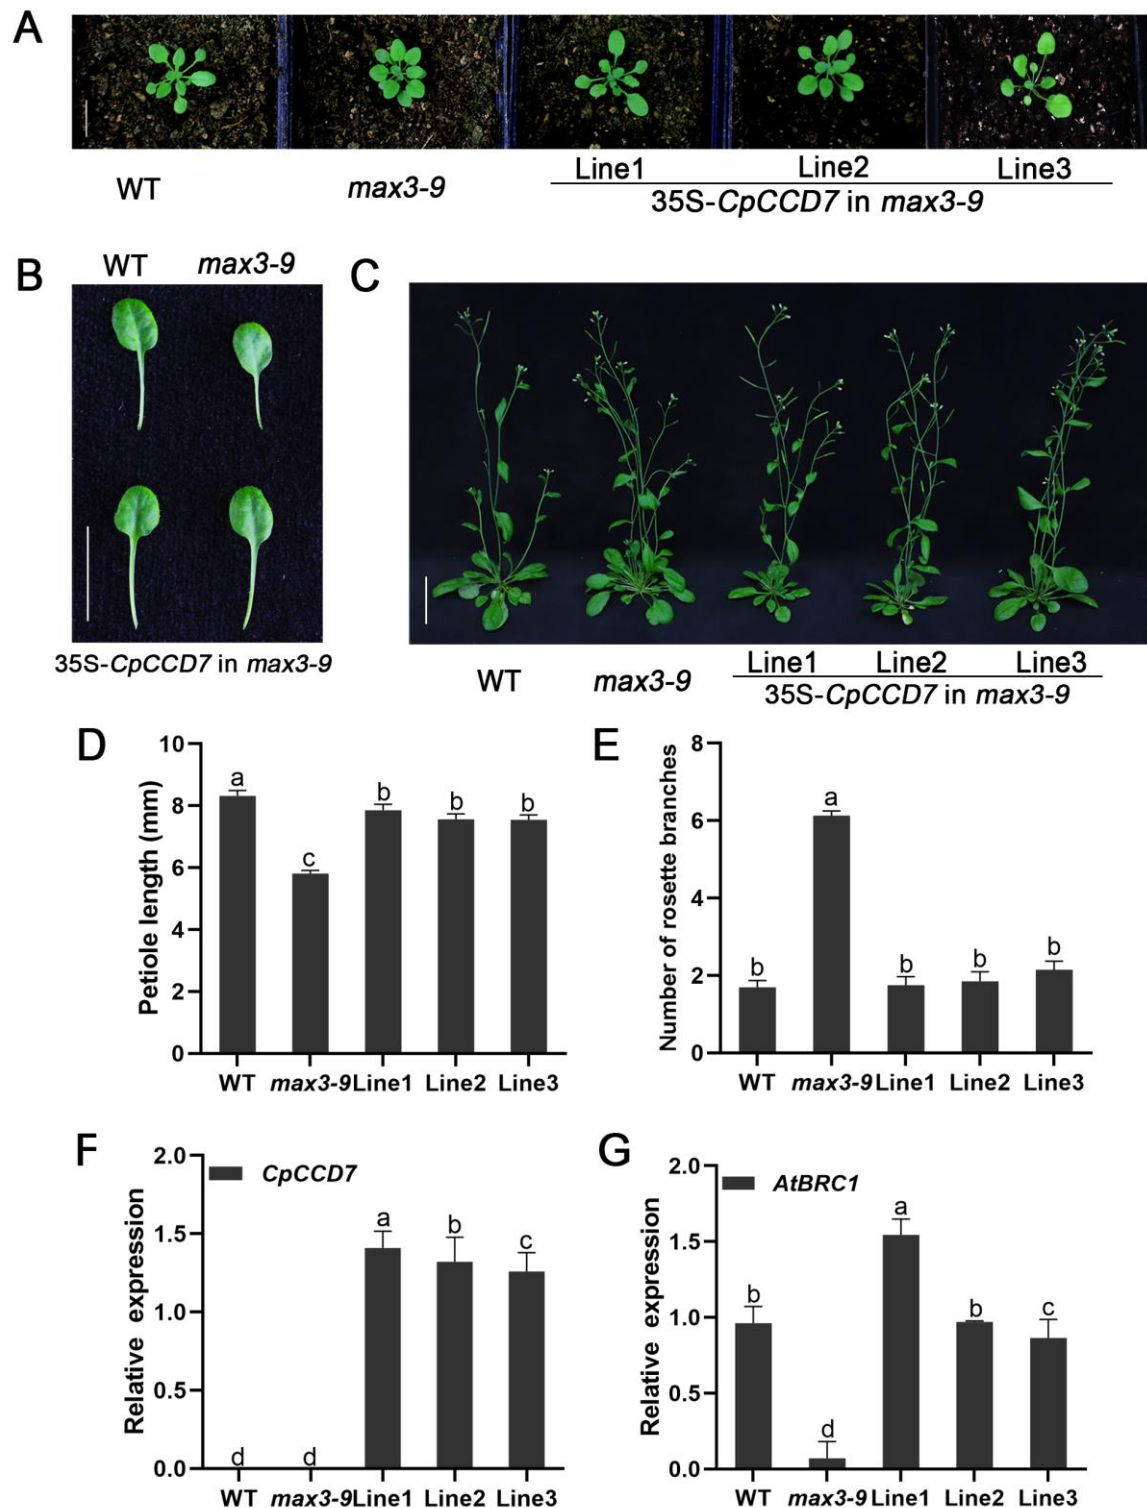 A
WT max3-9 Line1 Line2 Line3
35S-CpCCD7 in max3-9
B
WT max3-9
35S-CpCCD7 in max3-9
C
WT max3-9 Line1 Line2 Line3
35S-CpCCD7 in max3-9
D
Petiole length (mm)
10
8
6
4
2
0
a
c
b
b
b
WT max3-9 Line1 Line2 Line3
E
Number of rosette branches
8
6
4
2
0
b
a
b
b
b
WT max3-9 Line1 Line2 Line3
F
CpCCD7
Relative expression
2.0
1.5
1.0
0.5
0.0
d
d
a
b
c
WT max3-9 Line1 Line2 Line3
G
AtBRC1
Relative expression
2.0
1.5
1.0
0.5
0.0
b
d
a
b
c
WT max3-9 Line1 Line2 Line3